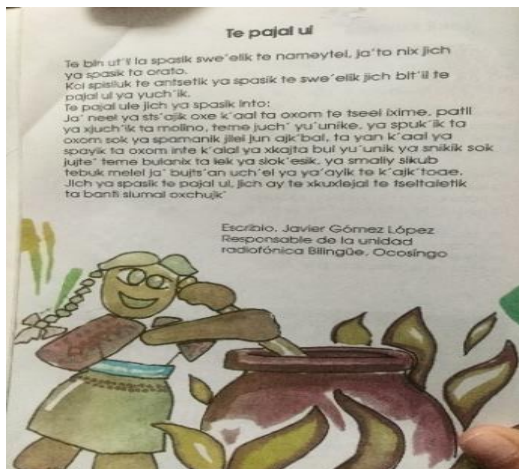 Te pajal ul
Te bin ut'il la spasik swe'elik te nameytel, ja'to nix jich
ya spasik ta orato.
Kol spisiluk te antsetik ya spasik te swe'elik jich bit'il te
pajal ul ya yuch'ik.
Te pajal ule jich ya spasik into:
Ja' neel ya sts'ajik oxe k'aal ta oxom te tseel ixime, patil
ya xjuch'ik ta molino, teme juch' yu'unike, ya spuk'ik ta
oxom sok ya spamanik jilel jun ajk'bal, ta yan k'aal ya
spayik ta oxom inte k'alal ya xkajta bul yu'unik ya snikik sok
jujte' teme bulanix ta lek ya slok'esik, ya smaliy sikub
tebuk melel ja' bujts'an uch'el ya ya'ayik te k'ajk'toae.
Jich ya spasik te pajal ul, jich ay te xkuxlejal te tseltaletik
ta banti slumal oxchujk'
Escribio. Javier Gómez López
Responsable de la unidad
radiofónica Bilingüe, Ocosingo